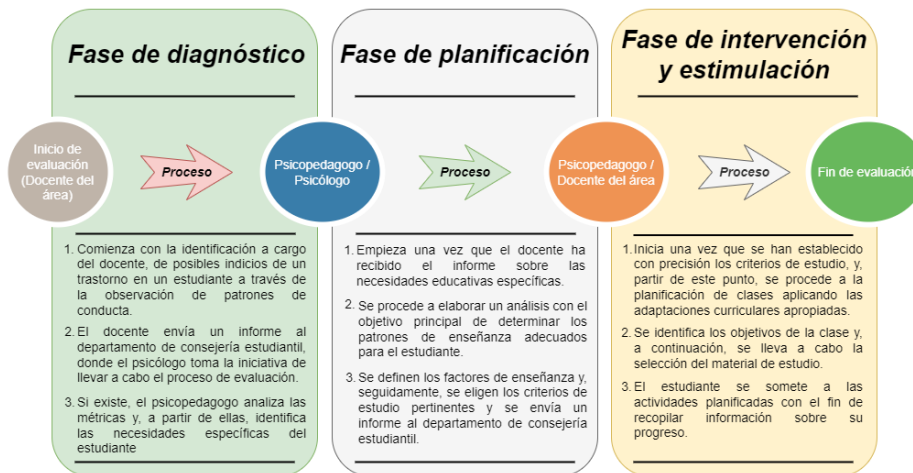 Fase de diagnóstico
Fase de planificación
Fase de intervención
y estimulación
Inicio de
evaluación
(Docente del
área)
Proceso
Psicopedagogo /
Psicólogo
Proceso
Psicopedagogo /
Docente del área
Proceso
Fin de evaluación
1. Comienza con la identificación a cargo
del docente, de posibles indicios de un
trastorno en un estudiante a través de
la observación de patrones de
conducta.
2. El docente envía un informe al
departamento de consejería estudiantil,
donde el psicólogo toma la iniciativa de
llevar a cabo el proceso de evaluación.
3. Si existe, el psicopedagogo analiza las
métricas y, a partir de ellas, identifica
las necesidades específicas del
estudiante
1. Empieza una vez que el docente ha
recibido el informe sobre las
necesidades educativas específicas.
2. Se procede a elaborar un análisis con el
objetivo principal de determinar los
patrones de enseñanza adecuados
para el estudiante.
3. Se definen los factores de enseñanza y,
seguidamente, se eligen los criterios de
estudio pertinentes y se envía un
informe al departamento de consejería
estudiantil.
1. Inicia una vez que se han establecido
con precisión los criterios de estudio, y,
partir de este punto, se procede a la
planificación de clases aplicando las
adaptaciones curriculares apropiadas.
2. Se identifica los objetivos de la clase y,
a continuación, se lleva a cabo la
selección del material de estudio.
3. El estudiante se somete a las
actividades planificadas con el fin de
recopilar información sobre su
progreso.